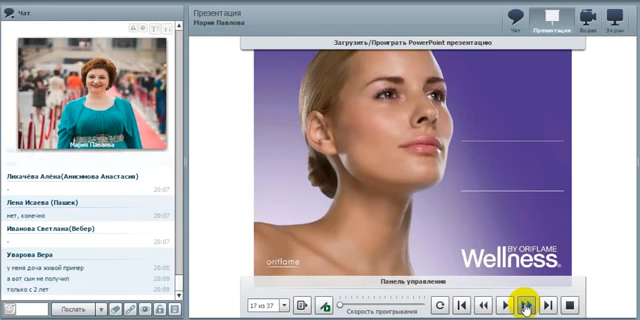 Чат
Мария Павлова
Лихачёва Алёна(Анисимова Анастасия)
-
20:07
Лена Исаева (Пашек)
нет, конечно
20:07
Иванова Светлана(Вебер)
-
20:07
Уварова Вера
у меня доча живой пример
20:08
а вот сын не получил
20:08
только с 2 лет
20:09
Послать
Презентация
Мария Павлова
Чат
Презентация
Видео
Экран
Загрузить/Проиграть PowerPoint презентацию
oriflame
Wellness
BY ORIFLAME
Панель управления
17 из 37
Скорость проигрывания